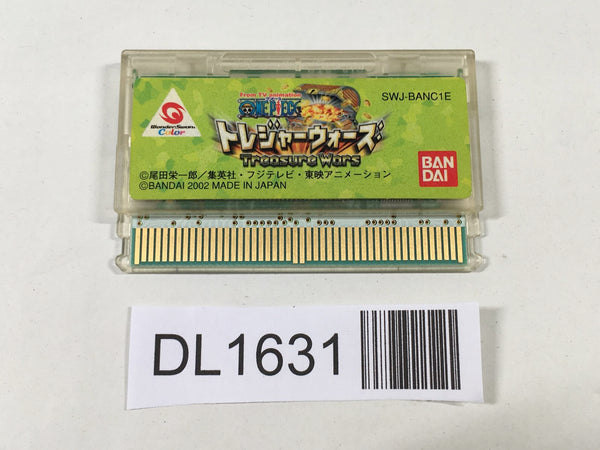 From TV animation
ONE PIECE
SWJ-BANC1E
トレジャーウォーズ
Treasure Wars
WonderSwan
Color
BAN
DAI
©尾田栄一郎／集英社・フジテレビ・東映アニメーション
©BANDAI 2002 MADE IN JAPAN
DL1631